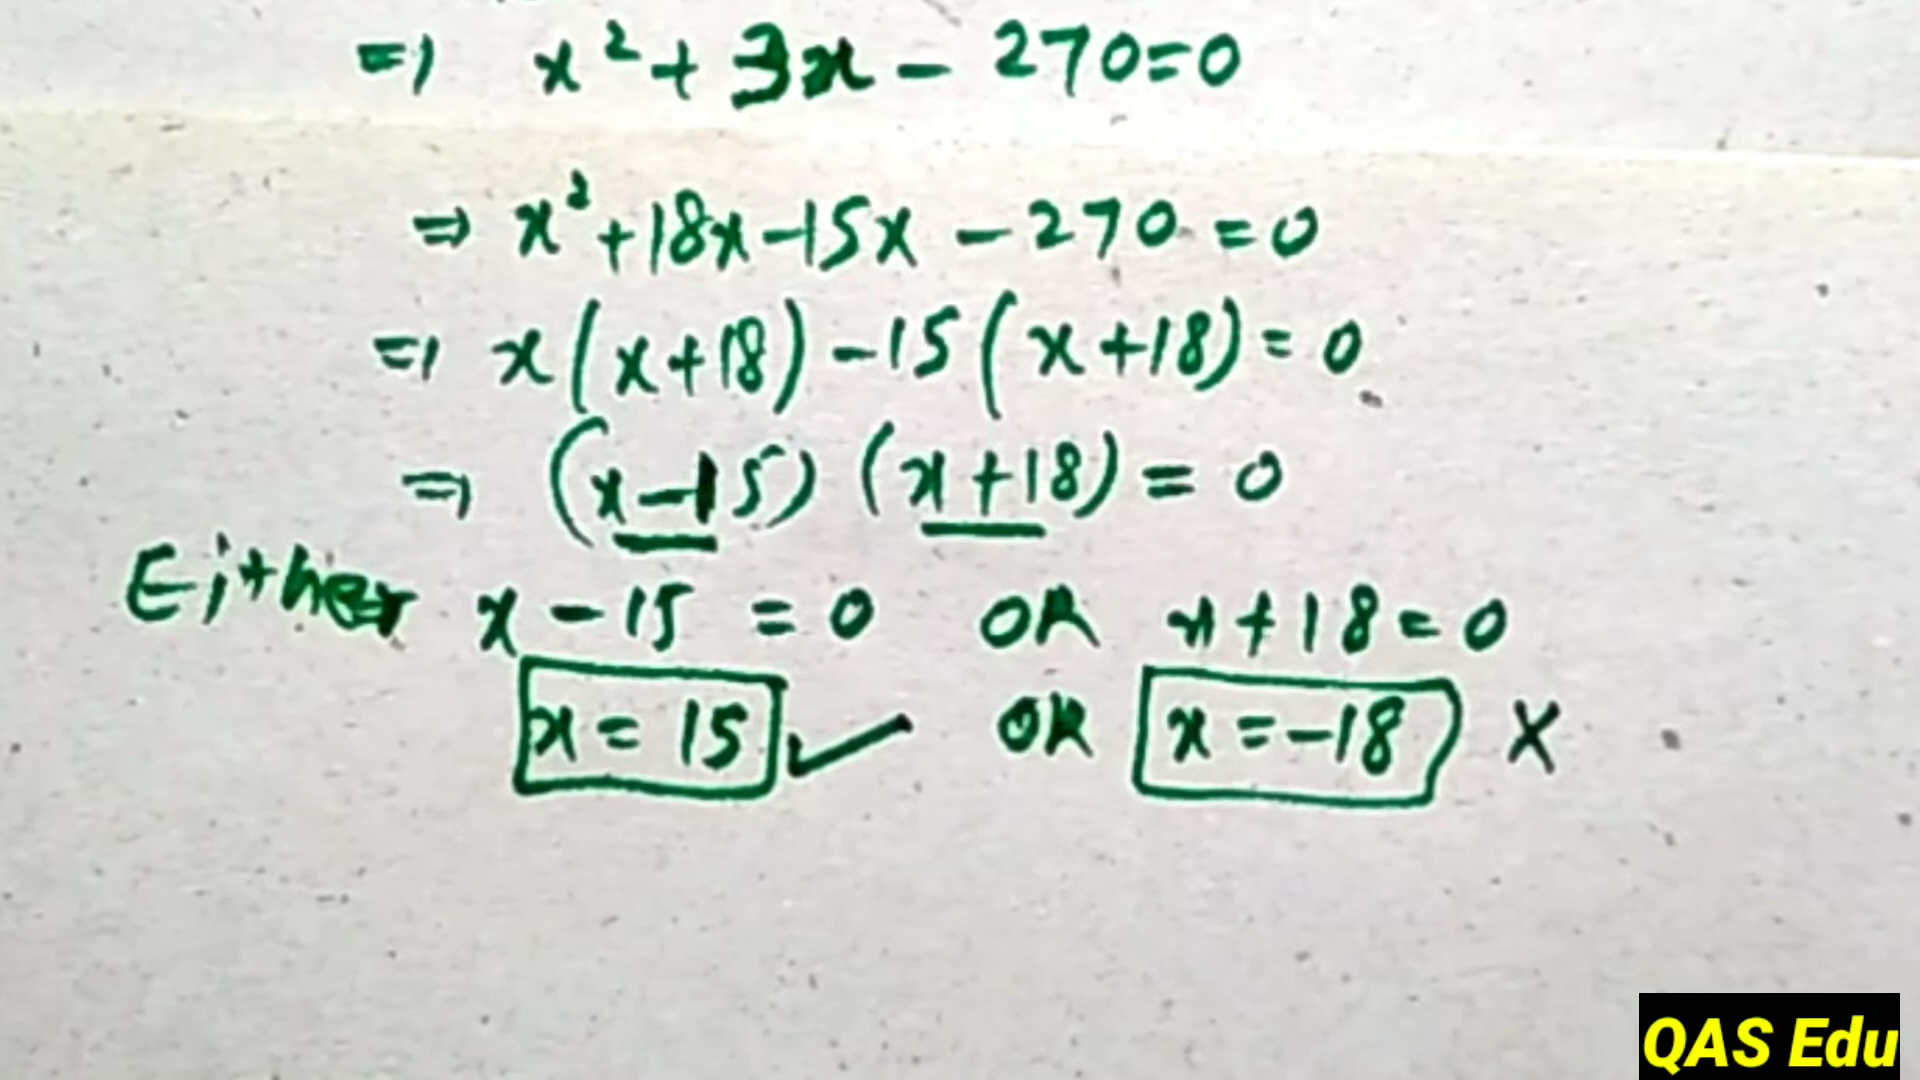 ⇒ x² + 3x - 270 = 0
⇒ x² + 18x - 15x - 270 = 0
⇒ x(x+18) - 15(x+18) = 0
⇒ (x-15) (x+18) = 0
Either x - 15 = 0 OR x + 18 = 0
x = 15 ✓ OR x = -18 X
QAS Edu